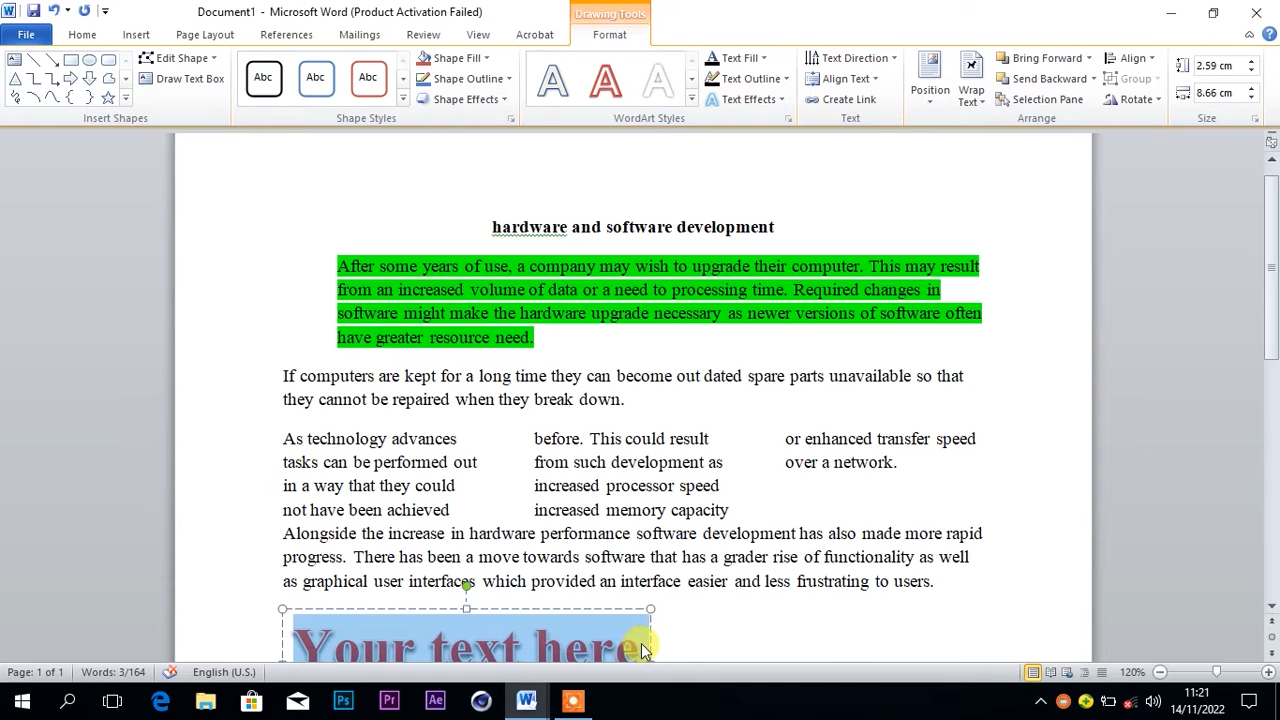 Document1 - Microsoft Word (Product Activation Failed)
Drawing Tools
File Home Insert Page Layout References Mailings Review View Acrobat Format
Edit Shape
Draw Text Box
Insert Shapes
Abc Abc Abc
Shape Fill
Shape Outline
Shape Effects
Shape Styles
A A A
Text Fill
Text Outline
Text Effects
WordArt Styles
Text Direction
Align Text
Create Link
Text
Position
Wrap Text
Bring Forward
Send Backward
Selection Pane
Align
Group
Rotate
Arrange
2.59 cm
8.66 cm
Size
hardware and software development
After some years of use, a company may wish to upgrade their computer. This may result
from an increased volume of data or a need to processing time. Required changes in
software might make the hardware upgrade necessary as newer versions of software often
have greater resource need.
If computers are kept for a long time they can become out dated spare parts unavailable so that
they cannot be repaired when they break down.
As technology advances
tasks can be performed out
in a way that they could
not have been achieved
before. This could result
from such development as
increased processor speed
increased memory capacity
or enhanced transfer speed
over a network.
Alongside the increase in hardware performance software development has also made more rapid
progress. There has been a move towards software that has a grader rise of functionality as well
as graphical user interfaces which provided an interface easier and less frustrating to users.
Your text here
Page: 1 of 1 Words: 3/164 English (U.S.) 120%
Ps Pr Ae
11:21
14/11/2022